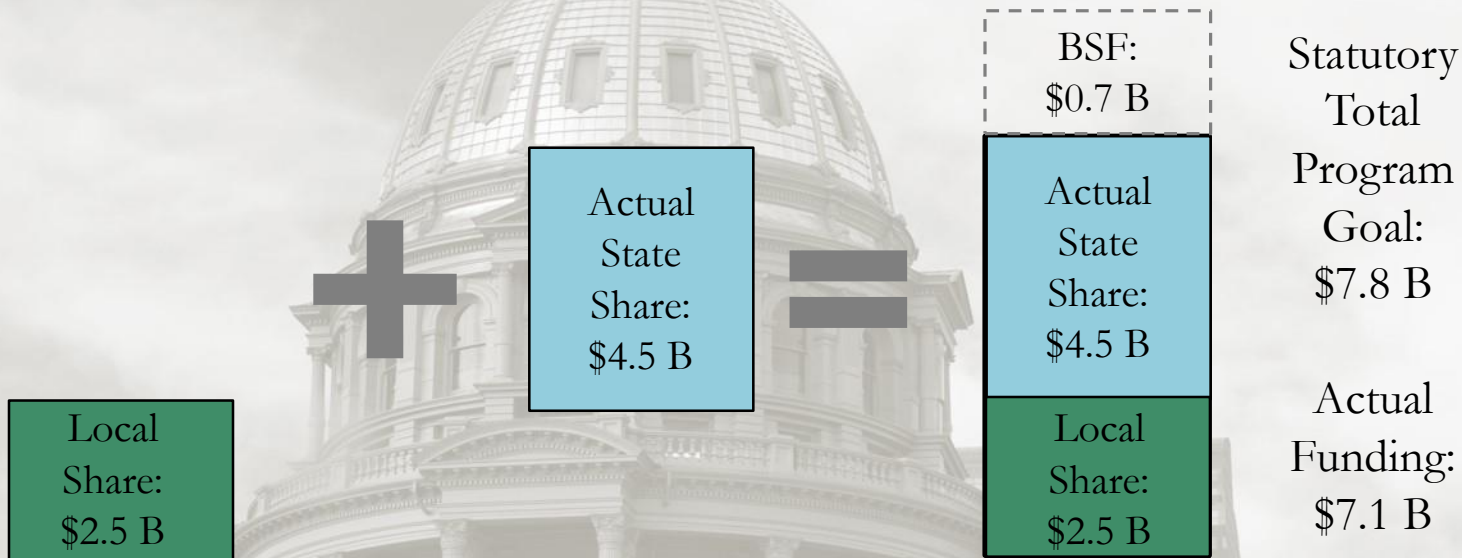 Local
Share:
$2.5 B
Actual
State
Share:
$4.5 B
BSF:
$0.7 B
Actual
State
Share:
$4.5 B
Local
Share:
$2.5 B
Statutory
Total
Program
Goal:
$7.8 B
Actual
Funding:
$7.1 B